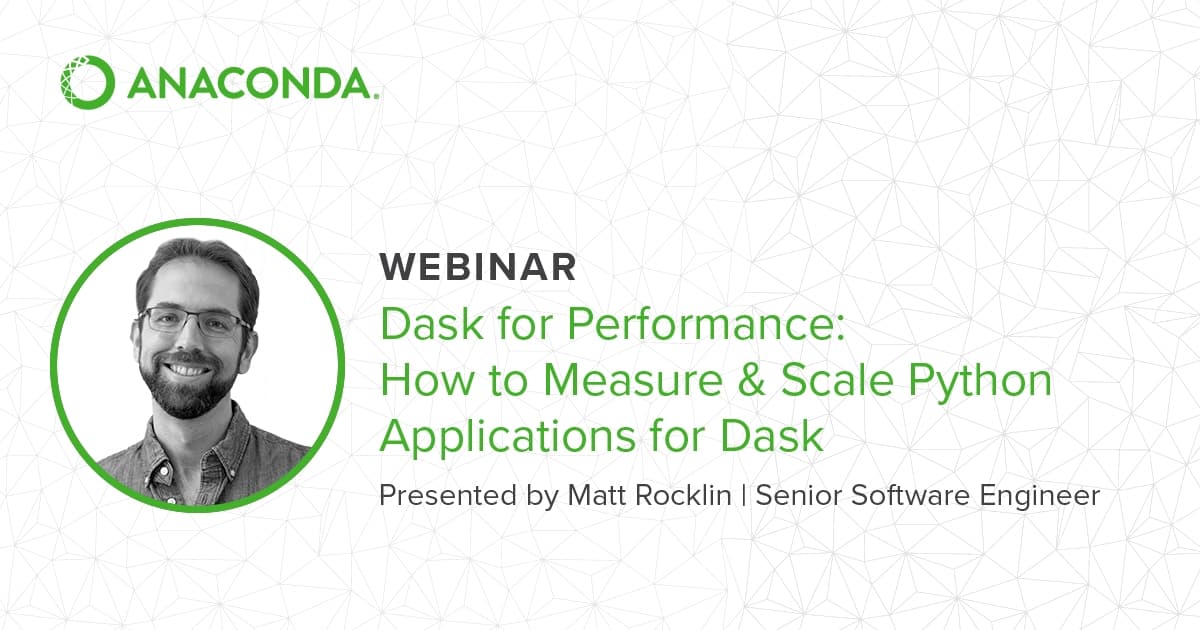 ANACONDA.
WEBINAR
Dask for Performance:
How to Measure & Scale Python
Applications for Dask
Presented by Matt Rocklin | Senior Software Engineer